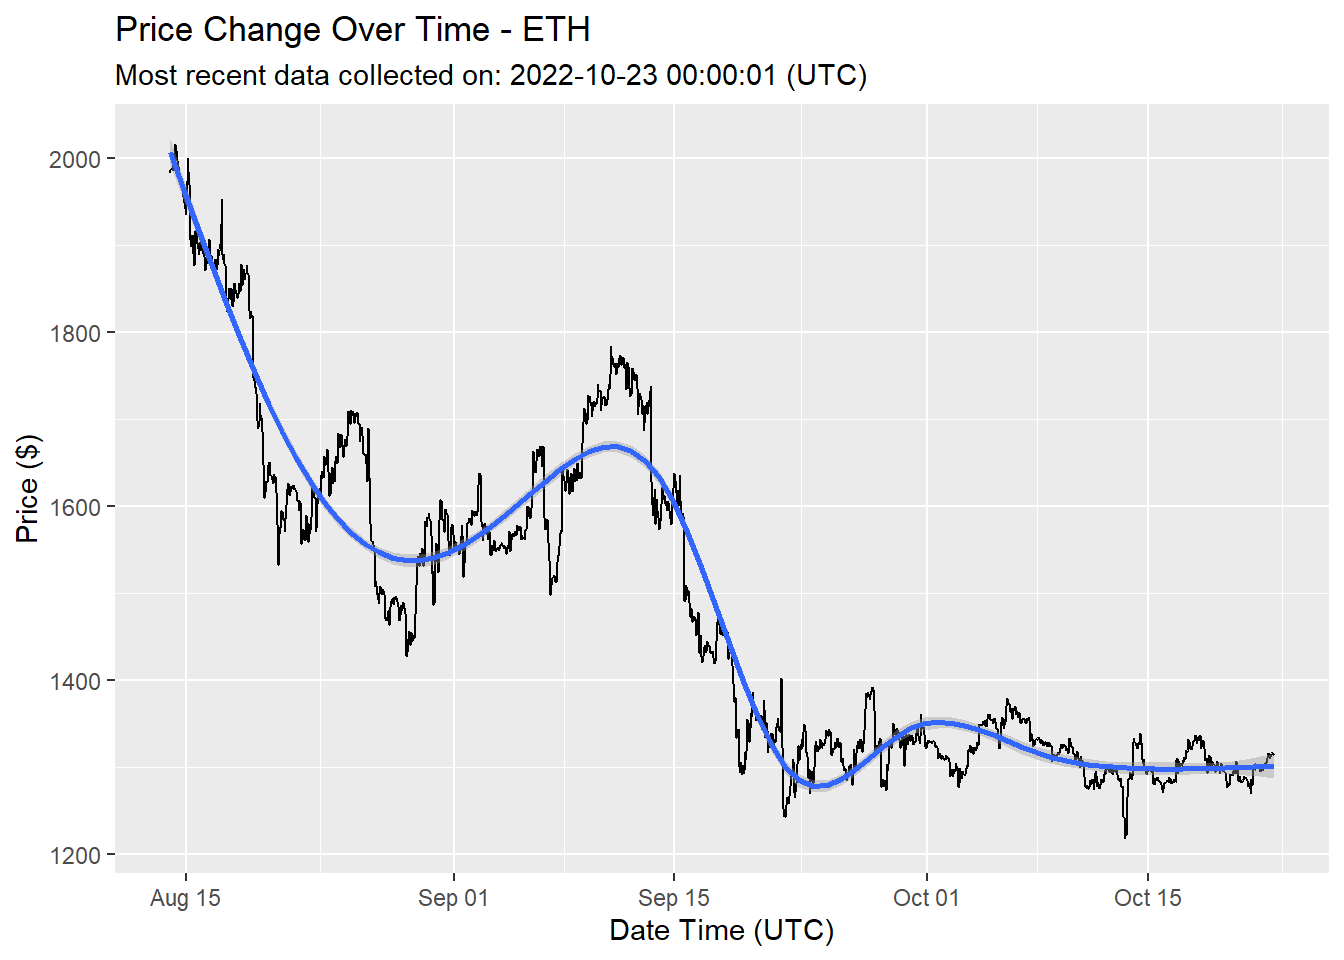 Price Change Over Time - ETH
Most recent data collected on: 2022-10-23 00:00:01 (UTC)
Price ($)
2000
1800
1600
1400
1200
Aug 15
Sep 01
Sep 15
Oct 01
Oct 15
Date Time (UTC)